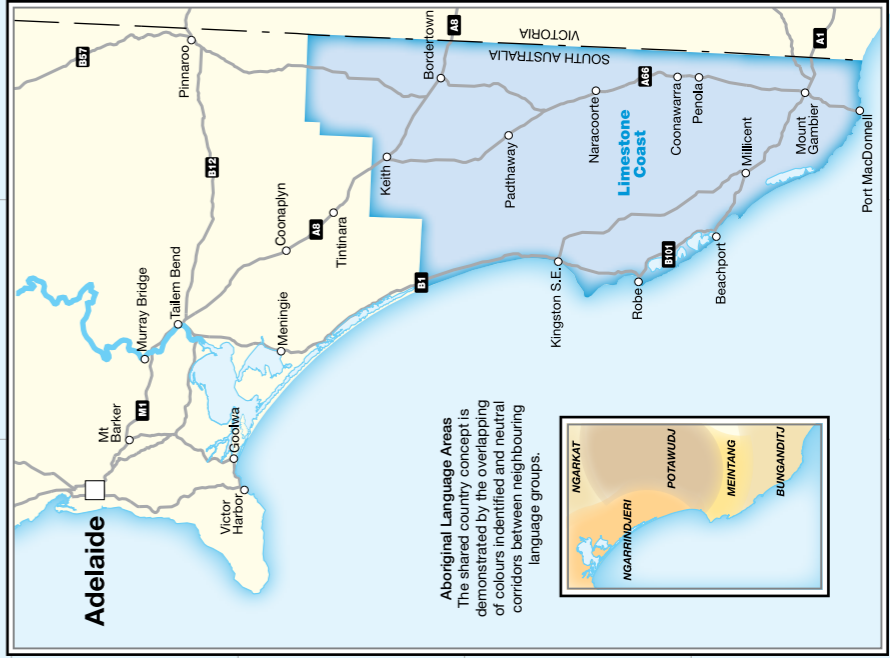 Adelaide
Mt
Barker
M1
Murray Bridge
Tailem Bend
Pinnaroo
B57
B12
Victor
Harbor
Goolwa
Meningie
Coonaplyn
A8
Tintinara
Keith
Bordertown
A8
VICTORIA
SOUTH AUSTRALIA
B1
Kingston S.E.
Padthaway
Naracoorte
Limestone
Coast
A66
Coonawarra
Penola
Robe
B101
Beachport
Millicent
Mount
Gambier
A1
Port MacDonnell
Aboriginal Language Areas
The shared country concept is
demonstrated by the overlapping
of colours indentified and neutral
corridors between neighbouring
language groups.
NGARKAT
NGARRINDJERI
POTAWUDJ
MEINTANG
BUNGANDITJ